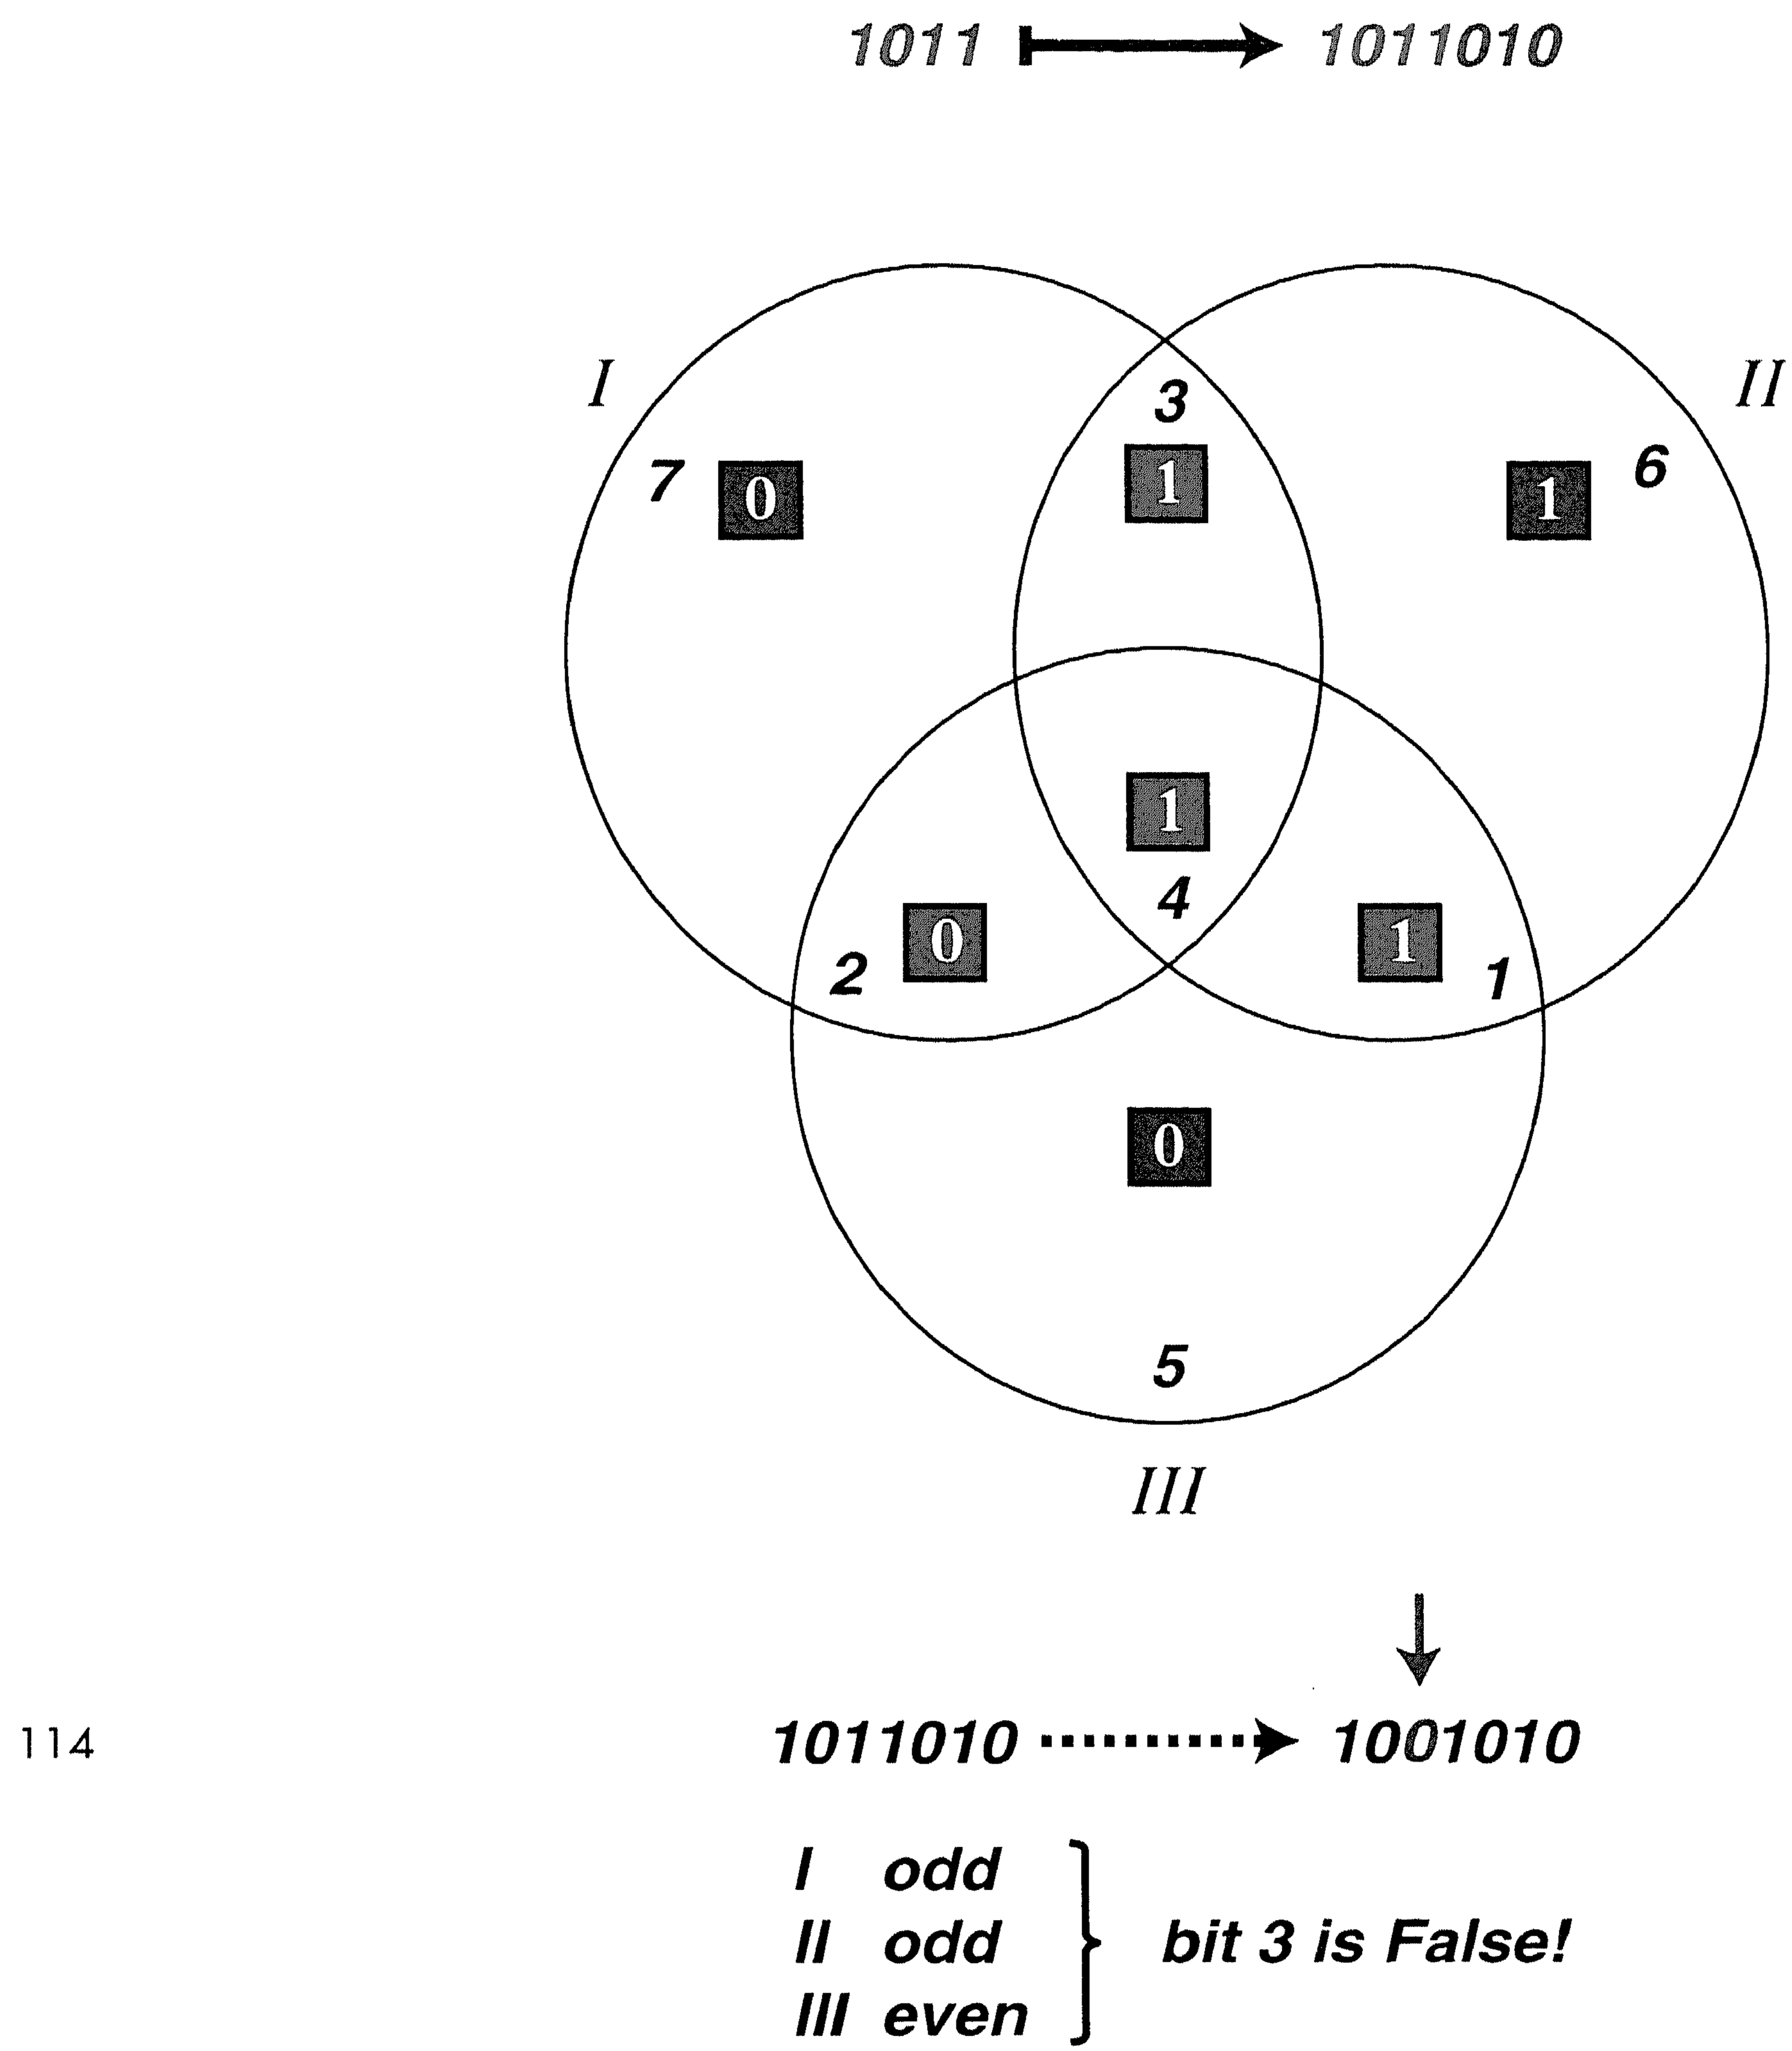 1011 1011010
I II
3
7 0 1 1 6
1
4
2 0 1 1
0
5
III
114 1011010 1001010
I odd
II odd bit 3 is False!
III even